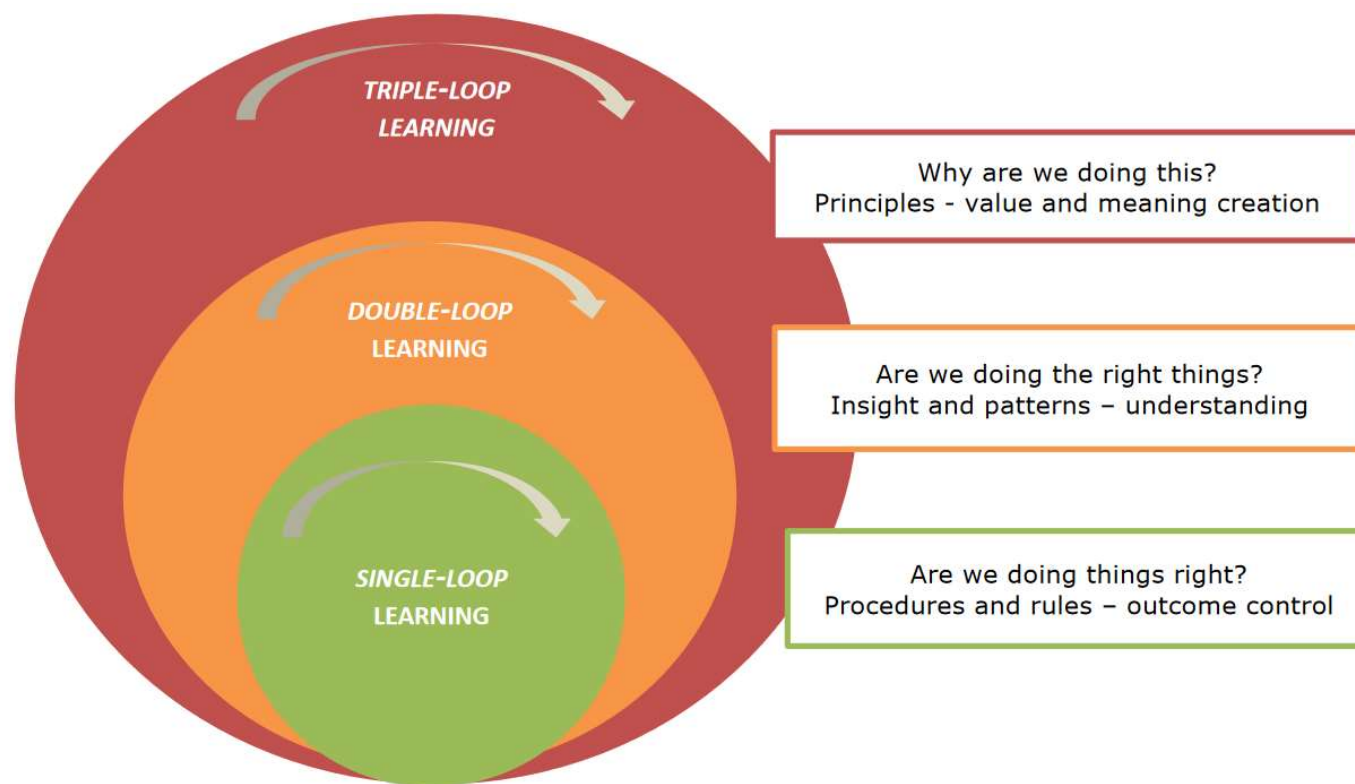 TRIPLE-LOOP
LEARNING
Why are we doing this?
Principles - value and meaning creation
DOUBLE-LOOP
LEARNING
Are we doing the right things?
Insight and patterns – understanding
SINGLE-LOOP
LEARNING
Are we doing things right?
Procedures and rules – outcome control